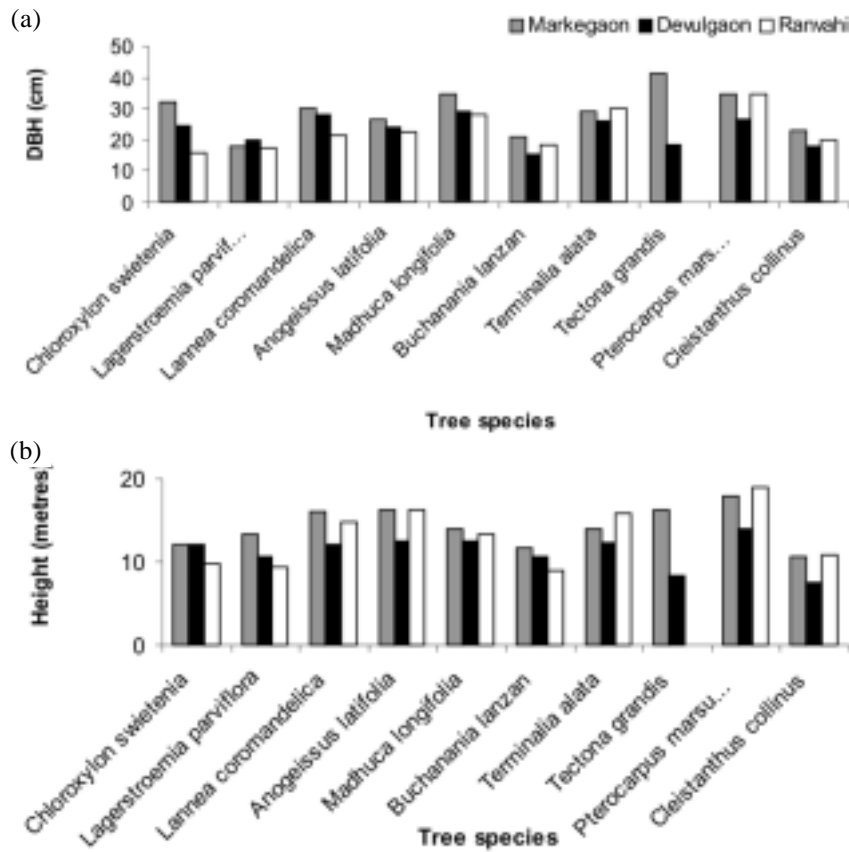 (a)
Markegaon Devulgaon Ranvahi
DBH (cm)
50
40
30
20
10
0
Chloroxylon swietenia
Lagerstroemia parvif...
Lannea coromandelica
Anogeissus latifolia
Madhuca longifolia
Buchanania lanzan
Terminalia alata
Tectona grandis
Pterocarpus mars...
Cleistanthus collinus
Tree species
(b)
Height (metres)
20
10
0
Chloroxylon swietenia
Lagerstroemia parviflora
Lannea coromandelica
Anogeissus latifolia
Madhuca longifolia
Buchanania lanzan
Terminalia alata
Tectona grandis
Pterocarpus marsu...
Cleistanthus collinus
Tree species